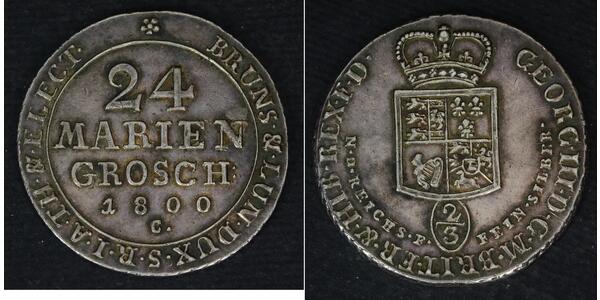 BRUNS·&·LUN·DUX·S·R·I·A·TH·&·ELECT·
24
MARIEN
GROSCH:
1800
C.
GEORG·III·D·G·M·BRIT·FR·&·HIB·REX·F·D·
N·D·REICHS·F· FEIN·SILBER·
2/3